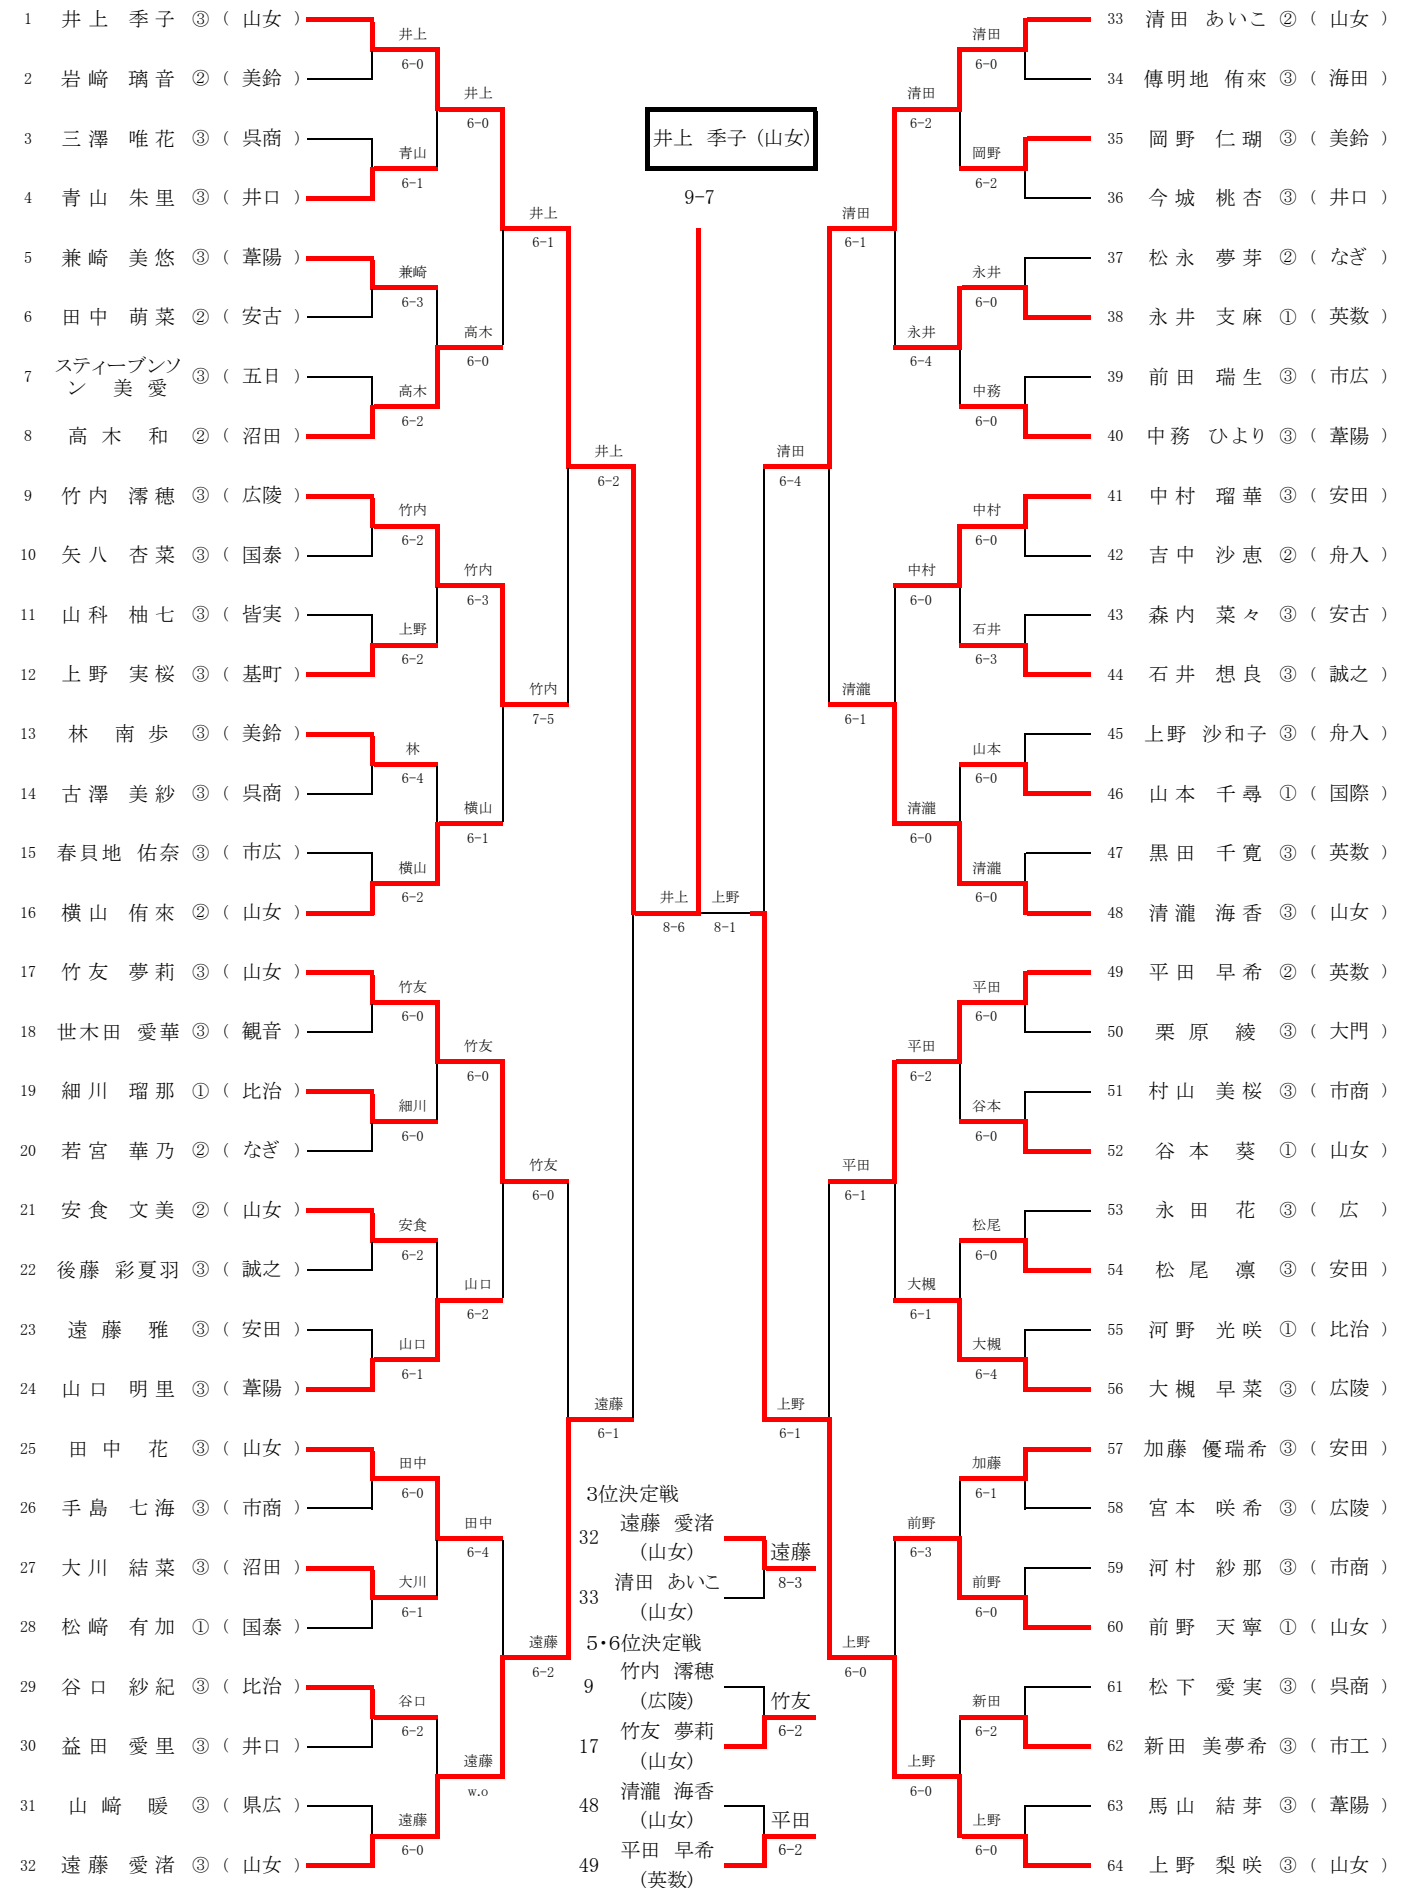 1 井上 季子 ③ ( 山女 )
2 岩﨑 璃音 ② ( 美鈴 )
3 三澤 唯花 ③ ( 呉商 )
4 青山 朱里 ③ ( 井口 )
5 兼崎 美悠 ③ ( 葦陽 )
6 田中 萌菜 ② ( 安古 )
7 スティーブンソン 美愛 ③ ( 五日 )
8 高木 和 ② ( 沼田 )
9 竹内 澪穂 ③ ( 広陵 )
10 矢八 杏菜 ③ ( 国泰 )
11 山科 柚七 ③ ( 皆実 )
12 上野 実桜 ③ ( 基町 )
13 林 南歩 ③ ( 美鈴 )
14 古澤 美紗 ③ ( 呉商 )
15 春貝地 佑奈 ③ ( 市広 )
16 横山 侑來 ② ( 山女 )
17 竹友 夢莉 ③ ( 山女 )
18 世木田 愛華 ③ ( 観音 )
19 細川 瑠那 ① ( 比治 )
20 若宮 華乃 ② ( なぎ )
21 安食 文美 ② ( 山女 )
22 後藤 彩夏羽 ③ ( 誠之 )
23 遠藤 雅 ③ ( 安田 )
24 山口 明里 ③ ( 葦陽 )
25 田中 花 ③ ( 山女 )
26 手島 七海 ③ ( 市商 )
27 大川 結菜 ③ ( 沼田 )
28 松﨑 有加 ① ( 国泰 )
29 谷口 紗紀 ③ ( 比治 )
30 益田 愛里 ③ ( 井口 )
31 山﨑 暖 ③ ( 県広 )
32 遠藤 愛渚 ③ ( 山女 )
井上
6-0
青山
6-1
兼崎
6-3
高木
6-2
竹内
6-2
上野
6-2
林
6-4
横山
6-2
竹友
6-0
細川
6-0
安食
6-2
山口
6-1
田中
6-0
大川
6-1
谷口
6-2
遠藤
6-0
井上
6-0
高木
6-0
竹内
6-3
横山
6-1
竹友
6-0
山口
6-2
田中
6-4
遠藤
w.o
井上
6-1
竹内
7-5
竹友
6-0
遠藤
6-2
井上
6-2
遠藤
6-1
井上
8-6
井上 季子 (山女)
9-7
上野
8-1
清田
6-4
上野
6-1
清田
6-1
清瀧
6-1
平田
6-1
上野
6-0
清田
6-2
永井
6-4
中村
6-0
清瀧
6-0
平田
6-2
大槻
6-1
前野
6-3
上野
6-0
清田
6-0
岡野
6-2
永井
6-0
中務
6-0
中村
6-0
石井
6-3
山本
6-0
清瀧
6-0
平田
6-0
谷本
6-0
松尾
6-0
大槻
6-4
加藤
6-1
前野
6-0
新田
6-2
上野
6-0
33 清田 あいこ ② ( 山女 )
34 傳明地 侑來 ③ ( 海田 )
35 岡野 仁瑚 ③ ( 美鈴 )
36 今城 桃杏 ③ ( 井口 )
37 松永 夢芽 ② ( なぎ )
38 永井 支麻 ① ( 英数 )
39 前田 瑞生 ③ ( 市広 )
40 中務 ひより ③ ( 葦陽 )
41 中村 瑠華 ③ ( 安田 )
42 吉中 沙恵 ② ( 舟入 )
43 森内 菜々 ③ ( 安古 )
44 石井 想良 ③ ( 誠之 )
45 上野 沙和子 ③ ( 舟入 )
46 山本 千尋 ① ( 国際 )
47 黒田 千寛 ③ ( 英数 )
48 清瀧 海香 ③ ( 山女 )
49 平田 早希 ② ( 英数 )
50 栗原 綾 ③ ( 大門 )
51 村山 美桜 ③ ( 市商 )
52 谷本 葵 ① ( 山女 )
53 永田 花 ③ ( 広 )
54 松尾 凛 ③ ( 安田 )
55 河野 光咲 ① ( 比治 )
56 大槻 早菜 ③ ( 広陵 )
57 加藤 優瑞希 ③ ( 安田 )
58 宮本 咲希 ③ ( 広陵 )
59 河村 紗那 ③ ( 市商 )
60 前野 天寧 ① ( 山女 )
61 松下 愛実 ③ ( 呉商 )
62 新田 美夢希 ③ ( 市工 )
63 馬山 結芽 ③ ( 葦陽 )
64 上野 梨咲 ③ ( 山女 )
3位決定戦
32 遠藤 愛渚
(山女)
33 清田 あいこ
(山女)
遠藤
8-3
5・6位決定戦
9 竹内 澪穂
(広陵)
17 竹友 夢莉
(山女)
竹友
6-2
48 清瀧 海香
(山女)
49 平田 早希
(英数)
平田
6-2